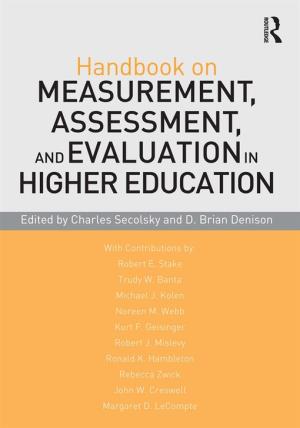 R
ROUTLEDGE
Handbook on
MEASUREMENT,
ASSESSMENT,
AND EVALUATION IN
HIGHER EDUCATION
Edited by Charles Secolsky and D. Brian Denison
With Contributions by:
Robert E. Stake
Trudy W. Banta
Michael J. Kolen
Noreen M. Webb
Kurt F. Geisinger
Robert J. Mislevy
Ronald K. Hambleton
Rebecca Zwick
John W. Creswell
Margaret D. LeCompte